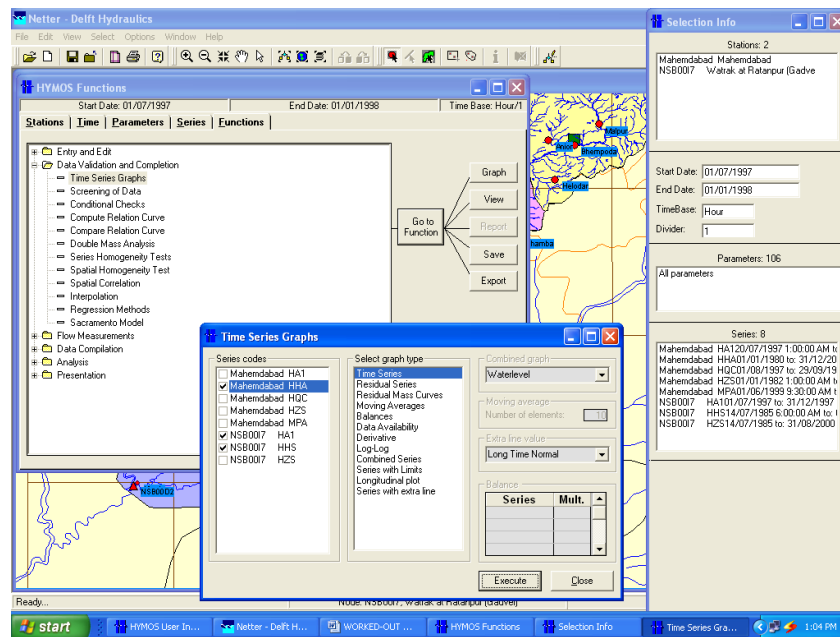 Netter - Delft Hydraulics
File Edit View Select Options Window Help
HYMOS Functions
Start Date: 01/07/1997 End Date: 01/01/1998 Time Base: Hour/1
Stations Time Parameters Series Functions
Entry and Edit
Data Validation and Completion
Time Series Graphs
Screening of Data
Conditional Checks
Compute Relation Curve
Compare Relation Curve
Double Mass Analysis
Series Homogeneity Tests
Spatial Homogeneity Test
Spatial Correlation
Interpolation
Regression Methods
Sacramento Model
Flow Measurements
Data Compilation
Analysis
Presentation
Go to
Function
Graph
View
Report
Save
Export
Malpur
Anior
Bhempoda
Helodar
hamba
NSB00D2
Time Series Graphs
Series codes
Mahemdabad HA1
Mahemdabad HHA
Mahemdabad HQC
Mahemdabad HZS
Mahemdabad MPA
NSB00I7 HA1
NSB00I7 HHS
NSB00I7 HZS
Select graph type
Time Series
Residual Series
Residual Mass Curves
Moving Averages
Balances
Data Availability
Derivative
Log-Log
Combined Series
Series with Limits
Longitudinal plot
Series with extra line
Combined graph
Waterlevel
Moving average
Number of elements: 10
Extra line value
Long Time Normal
Balance
Series Mult.
Execute Close
Ready...
Node: NSB00I7, Watrak at Ratanpur (Gadvel)
Selection Info
Stations: 2
Mahemdabad Mahemdabad
NSB00I7 Watrak at Ratanpur (Gadve
Start Date: 01/07/1997
End Date: 01/01/1998
TimeBase: Hour
Divider: 1
Parameters: 106
All parameters
Series: 8
Mahemdabad HA120/07/1997 1:00:00 AM to
Mahemdabad HHA01/01/1980 to: 31/12/20
Mahemdabad HQC01/08/1997 to: 29/09/19
Mahemdabad HZS01/01/1982 1:00:00 AM t
Mahemdabad MPA01/06/1999 9:30:00 AM t
NSB00I7 HA101/07/1997 to: 31/12/1997
NSB00I7 HHS14/07/1985 6:00:00 AM to:
NSB00I7 HZS14/07/1985 to: 31/08/2000
start
HYMOS User In...
Netter - Delft H...
WORKED-OUT ...
HYMOS Functions
Selection Info
Time Series Gra...
1:04 PM